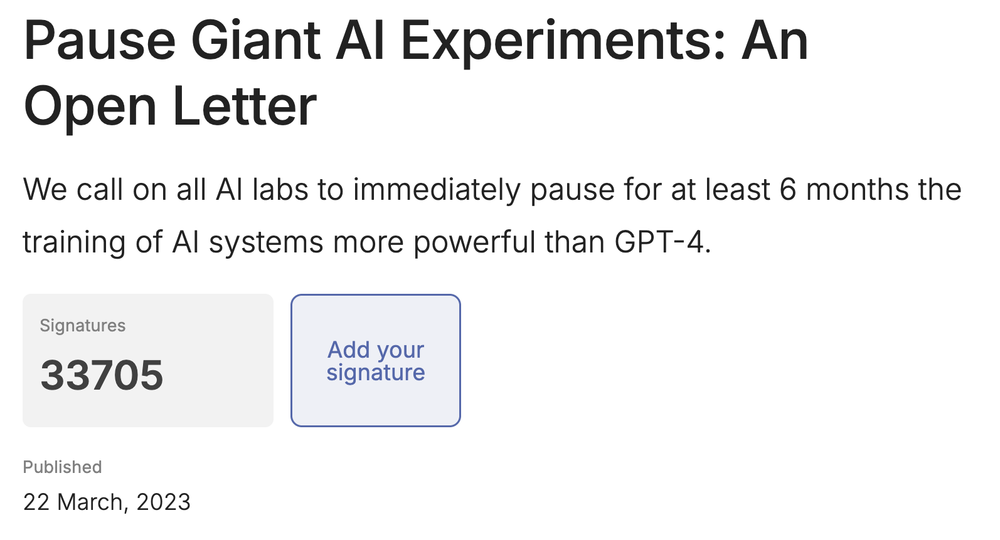 Pause Giant AI Experiments: An
Open Letter
We call on all AI labs to immediately pause for at least 6 months the
training of AI systems more powerful than GPT-4.
Signatures
33705
Add your
signature
Published
22 March, 2023